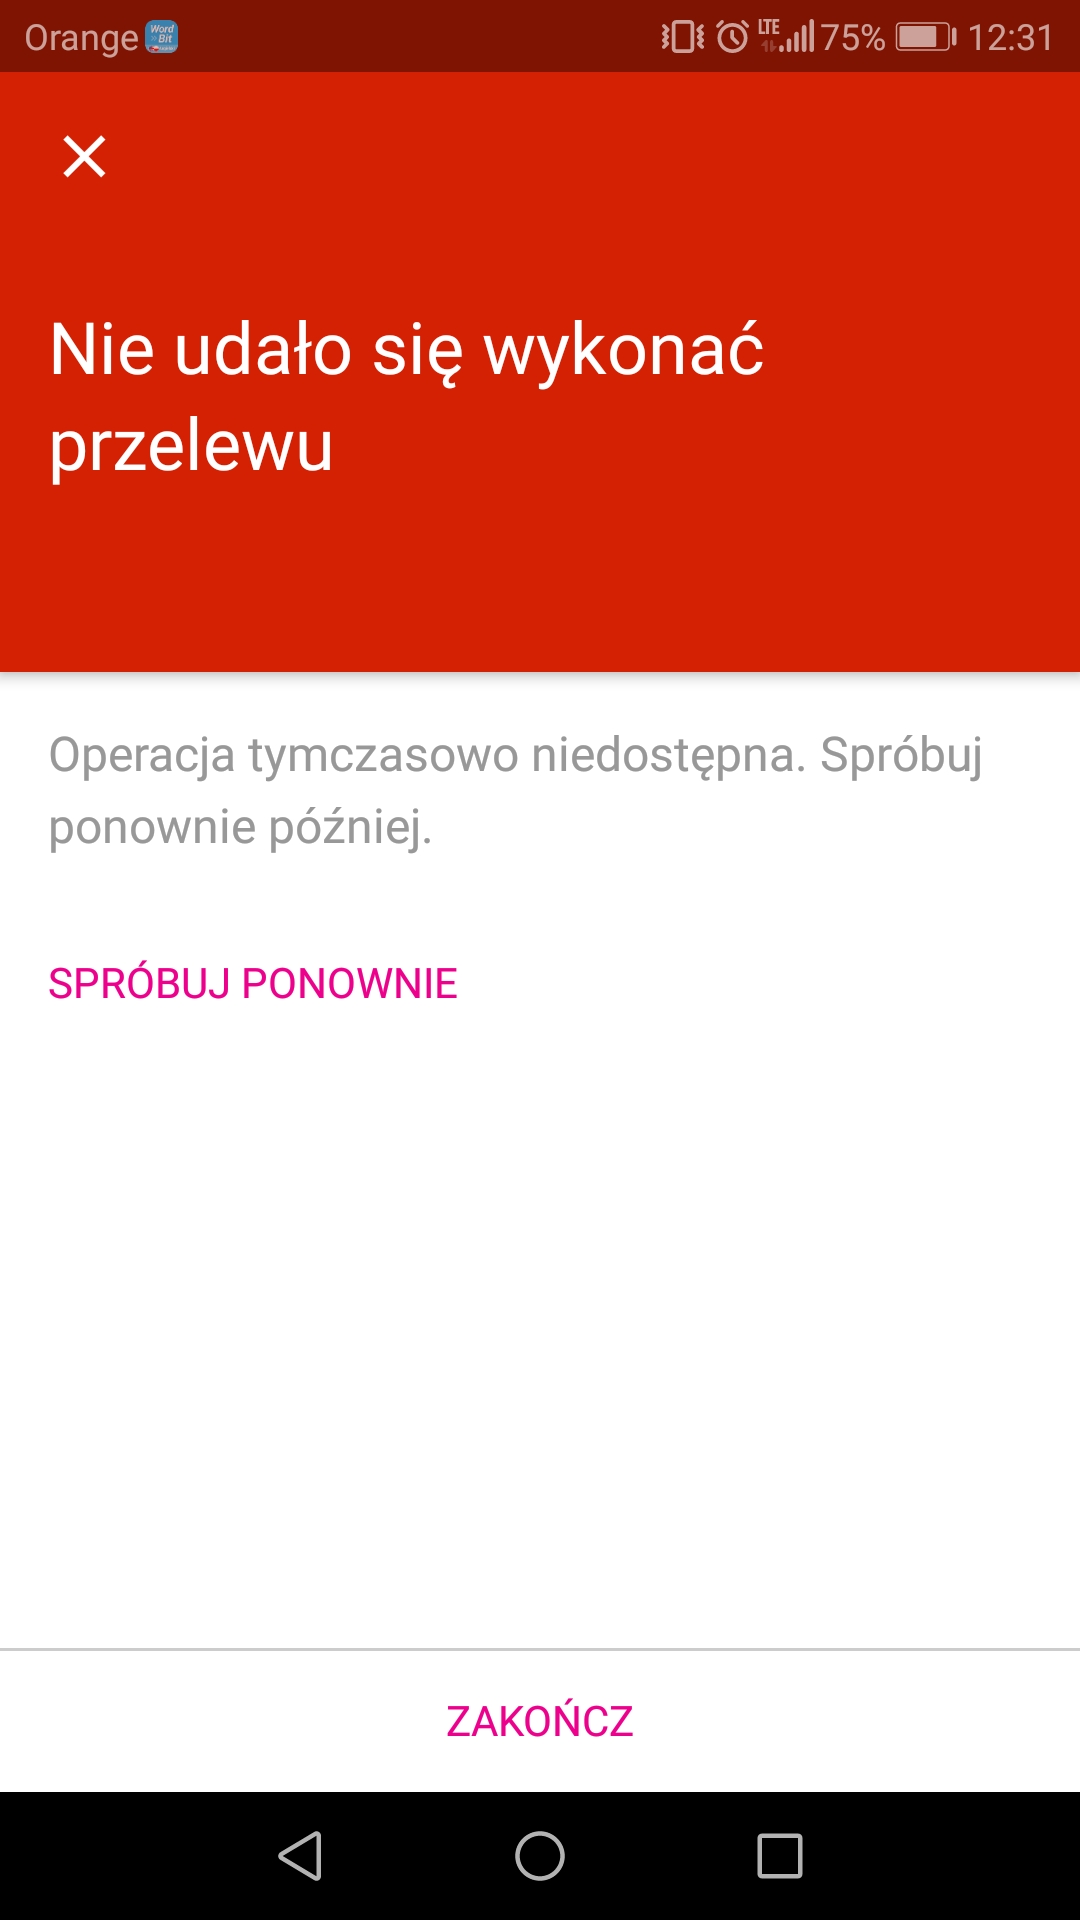 Orange Word Bit LTE 75% 12:31
Nie udało się wykonać
przelewu
Operacja tymczasowo niedostępna. Spróbuj
ponownie później.
SPRÓBUJ PONOWNIE
ZAKOŃCZ